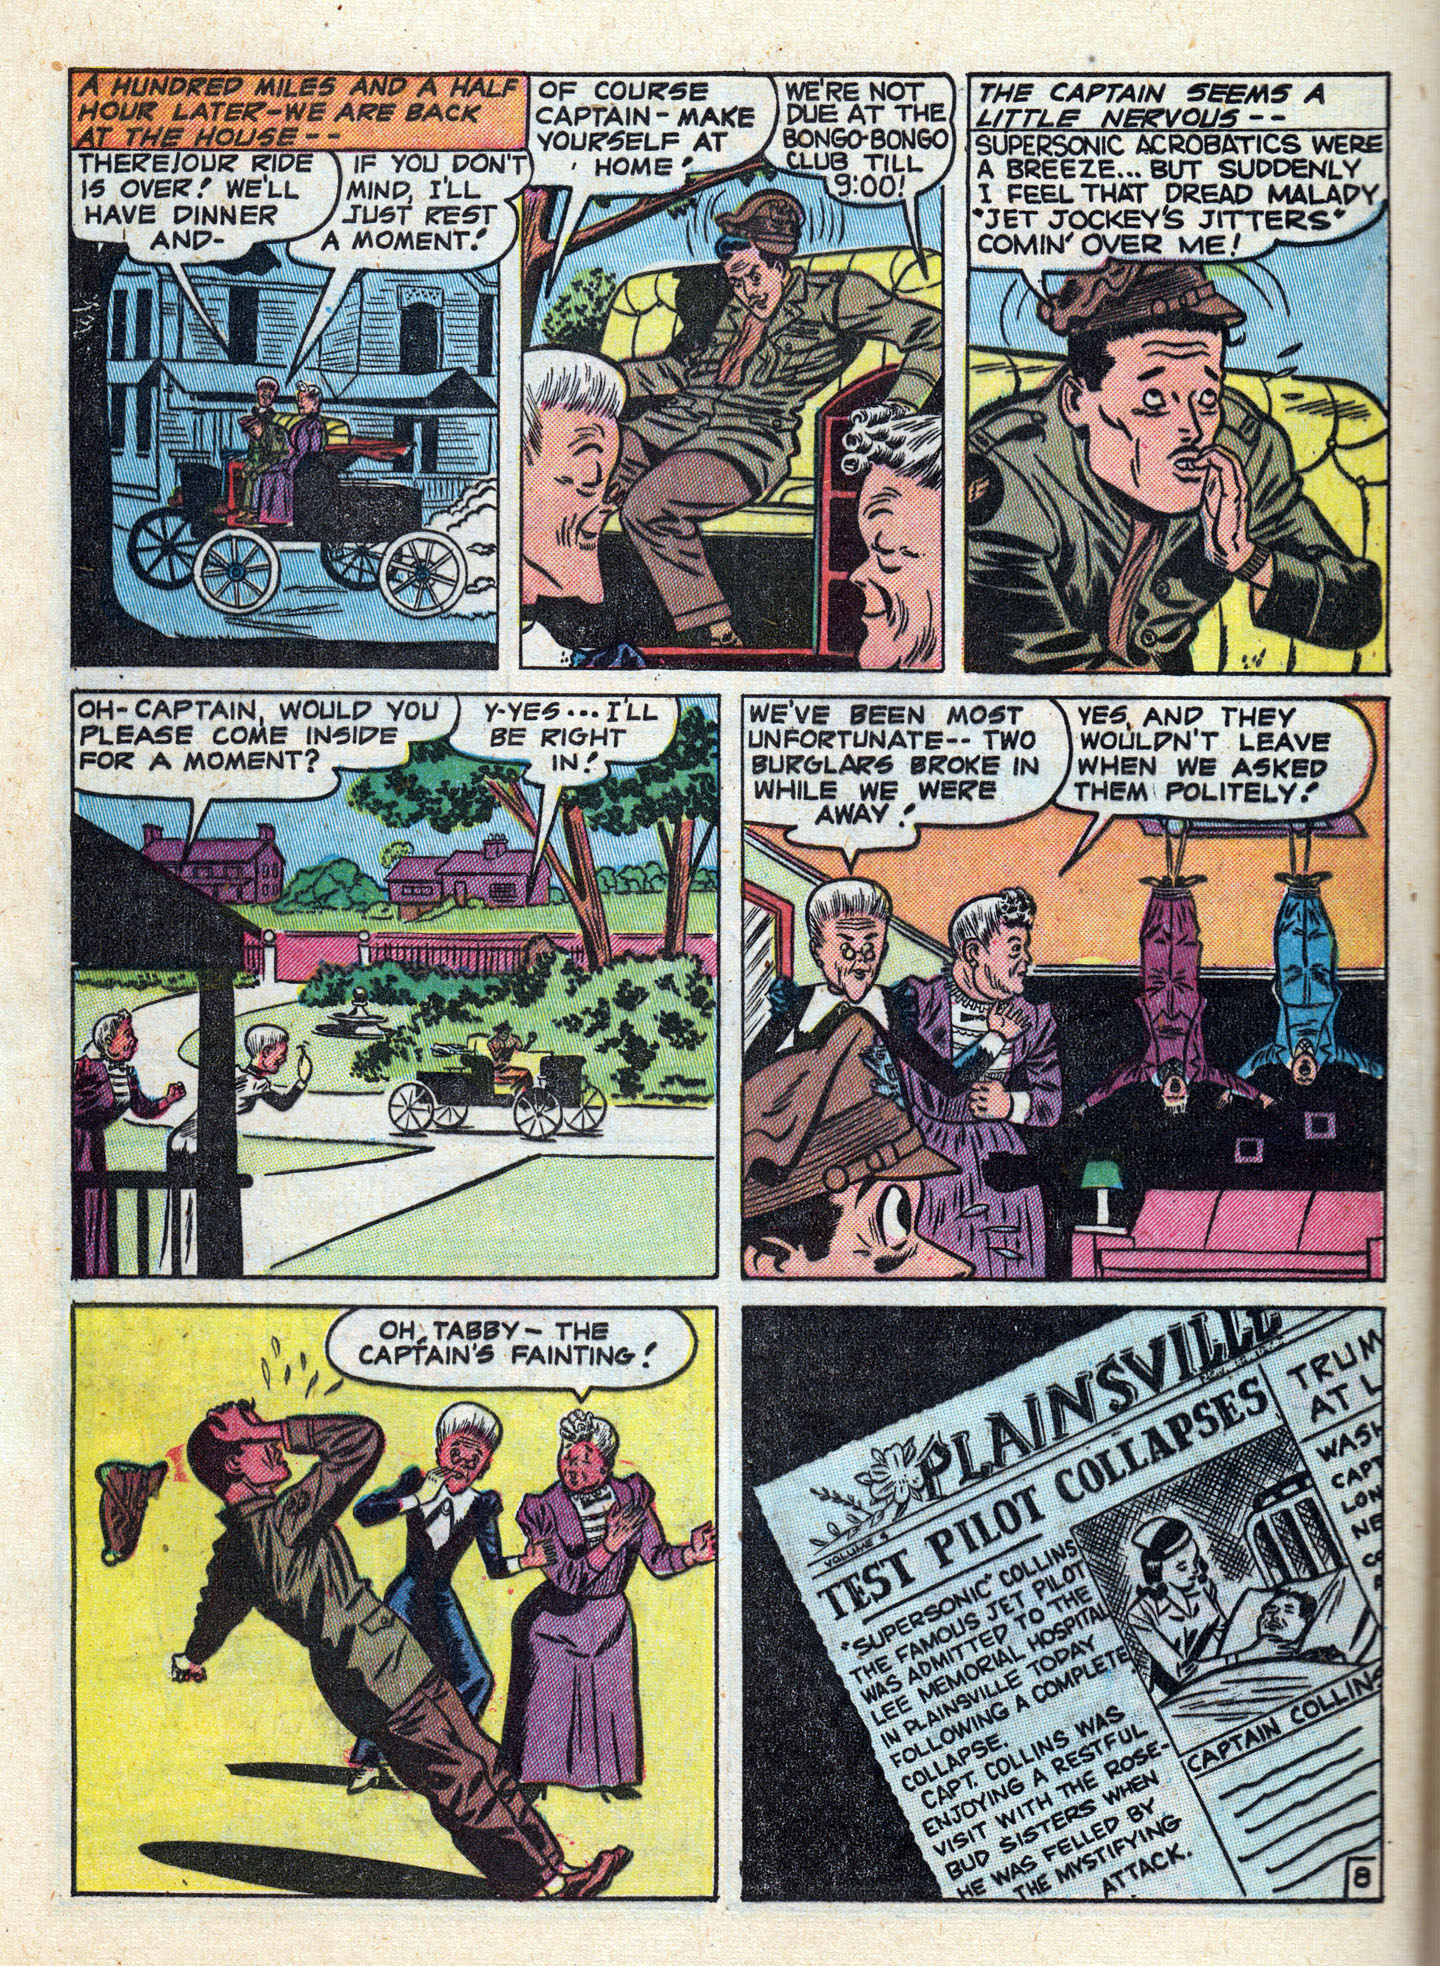 A HUNDRED MILES AND A HALF
HOUR LATER-WE ARE BACK
AT THE HOUSE--
THERE! OUR RIDE
IS OVER! WE'LL
HAVE DINNER
AND-
IF YOU DON'T
MIND, I'LL
JUST REST
A MOMENT!
OF COURSE
CAPTAIN- MAKE
YOURSELF AT
HOME!
WE'RE NOT
DUE AT THE
BONGO-BONGO
CLUB TILL
9:00!
THE CAPTAIN SEEMS A
LITTLE NERVOUS--
SUPERSONIC ACROBATICS WERE
A BREEZE... BUT SUDDENLY
I FEEL THAT DREAD MALADY
"JET JOCKEY'S JITTERS"
COMIN' OVER ME!
OH-CAPTAIN, WOULD YOU
PLEASE COME INSIDE
FOR A MOMENT?
Y-YES... I'LL
BE RIGHT
IN!
WE'VE BEEN MOST
UNFORTUNATE-- TWO
BURGLARS BROKE IN
WHILE WE WERE
AWAY!
YES, AND THEY
WOULDN'T LEAVE
WHEN WE ASKED
THEM POLITELY!
OH, TABBY- THE
CAPTAIN'S FAINTING!
PLAINSVILLE
VOLUME
TEST PILOT COLLAPSES
"SUPERSONIC" COLLINS
THE FAMOUS JET PILOT
WAS ADMITTED TO THE
LEE MEMORIAL HOSPITAL
IN PLAINSVILLE TODAY
FOLLOWING A COMPLETE
COLLAPSE.
CAPT. COLLINS WAS
ENJOYING A RESTFUL
VISIT WITH THE ROSE-
BUD SISTERS WHEN
HE WAS FELLED BY
THE MYSTIFYING
ATTACK.
CAPTAIN COLLINS
TRUM
AT L
WASH
CAPT
LON
NE
8